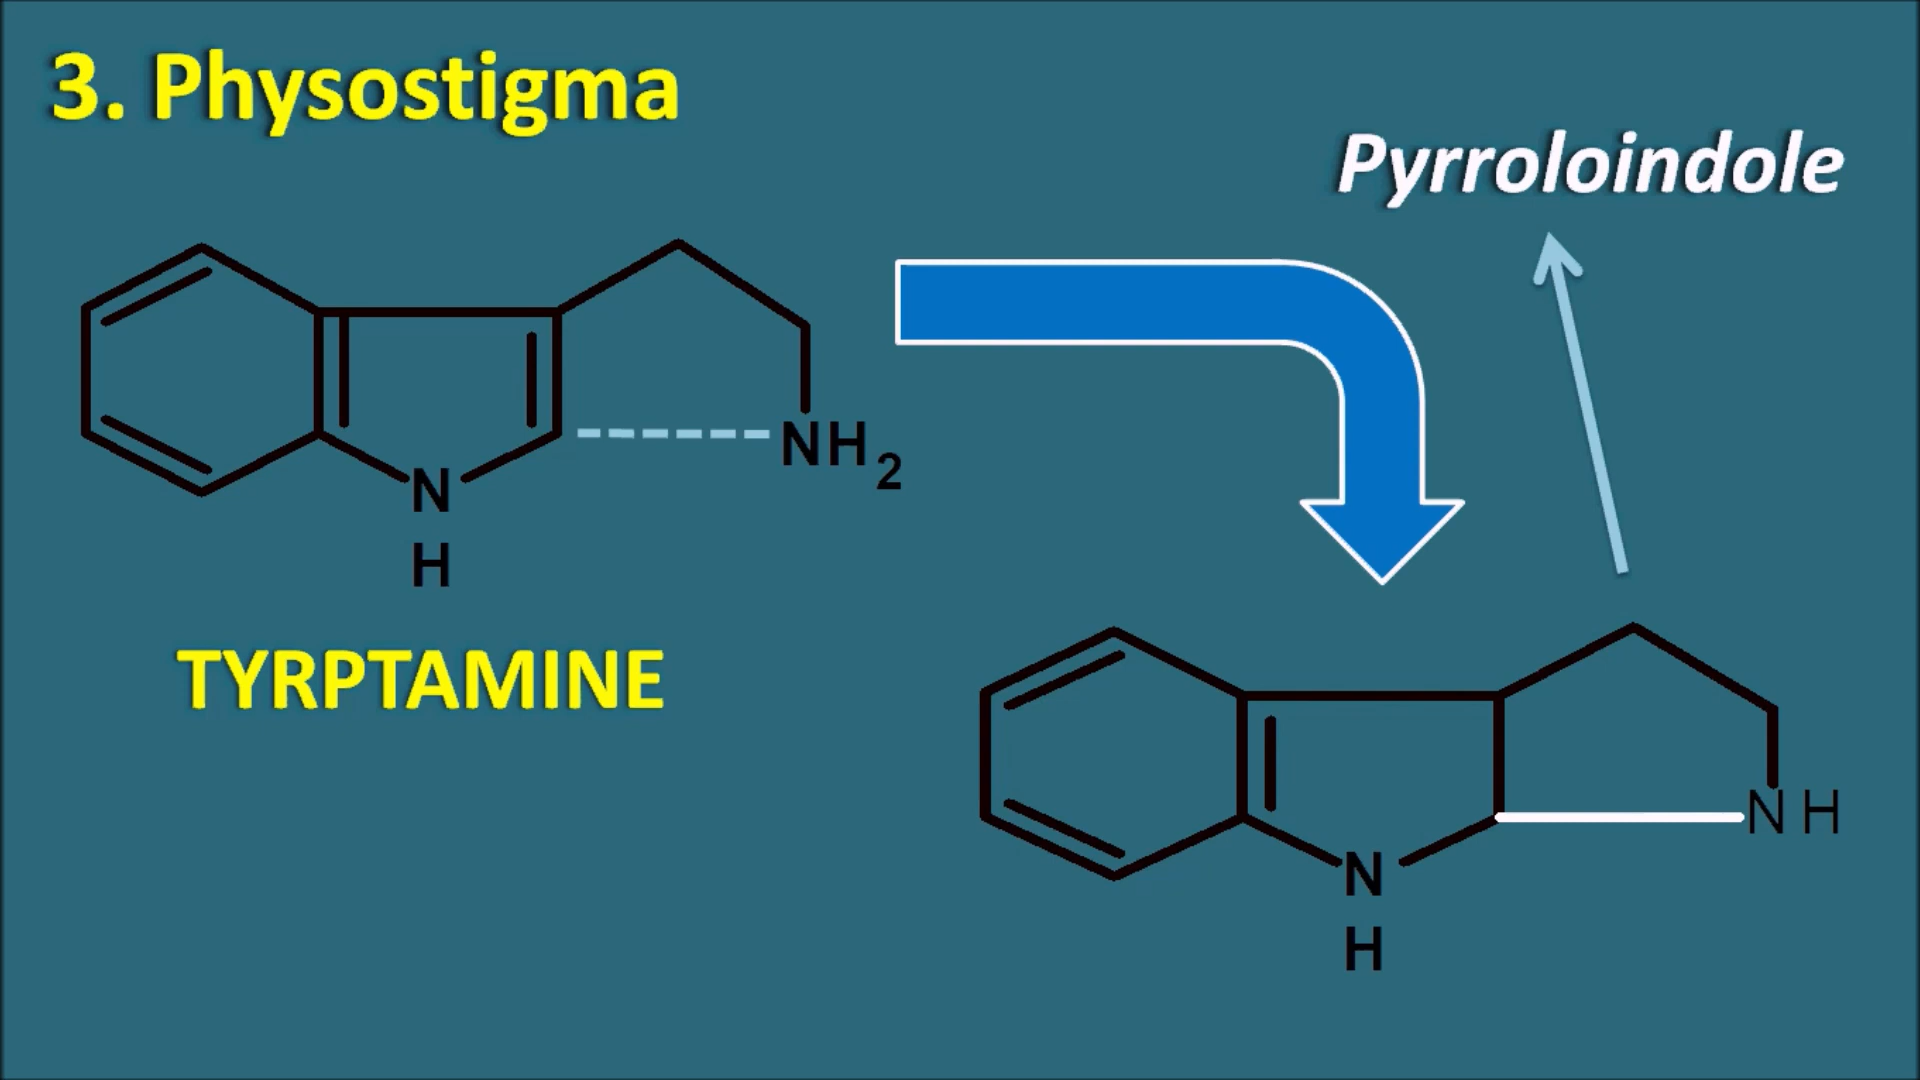 3. Physostigma
Pyrroloindole
NH2
N
H
TYRPTAMINE
NH
N
H